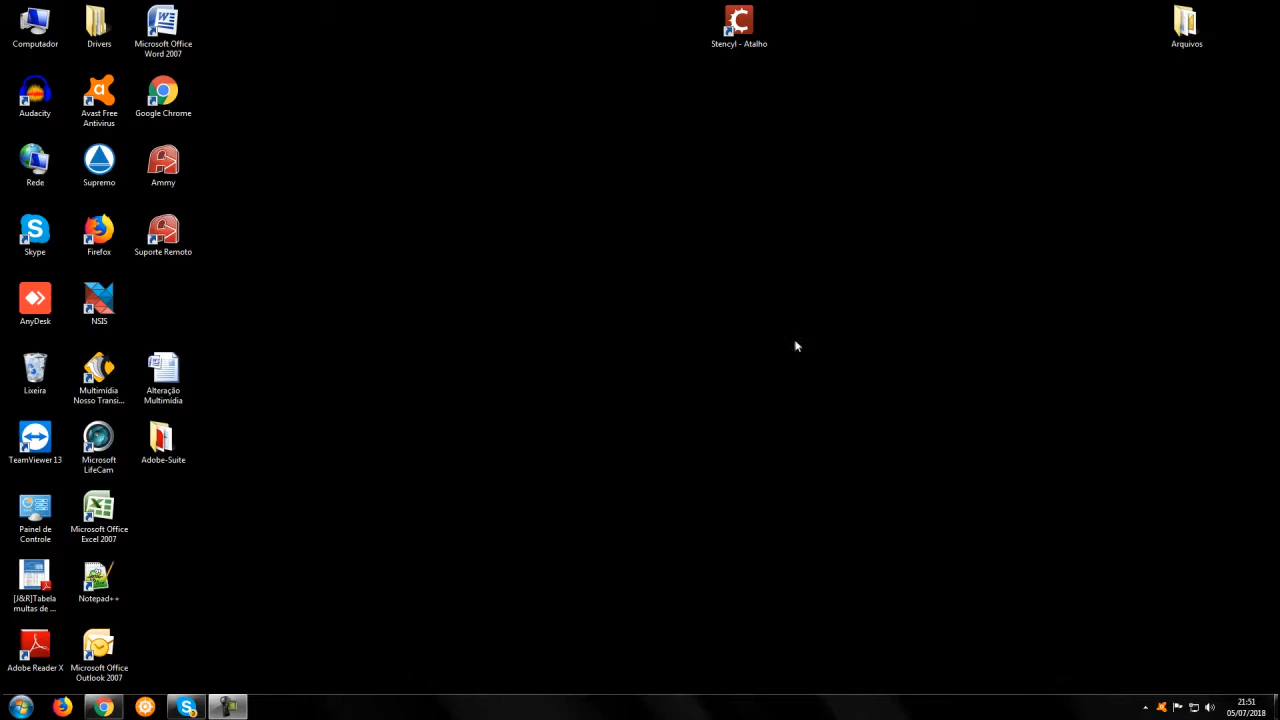 Computador
Drivers
Microsoft Office
Word 2007
Stencyl - Atalho
Arquivos
Audacity
Avast Free
Antivirus
Google Chrome
Rede
Supremo
Ammy
Skype
Firefox
Suporte Remoto
AnyDesk
NSIS
Lixeira
Multimídia
Nosso Transi...
Alteração
Multimidia
TeamViewer 13
Microsoft
LifeCam
Adobe-Suite
Painel de
Controle
Microsoft Office
Excel 2007
[J&R]Tabela
multas de ...
Notepad++
Adobe Reader X
Microsoft Office
Outlook 2007
21:51
05/07/2018